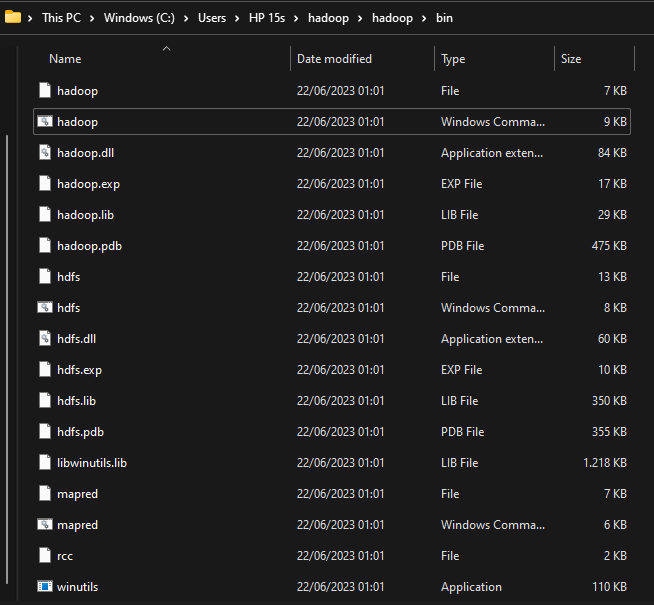 This PC > Windows (C:) > Users > HP 15s > hadoop > hadoop > bin
Name Date modified Type Size
hadoop 22/06/2023 01:01 File 7 KB
hadoop 22/06/2023 01:01 Windows Comma... 9 KB
hadoop.dll 22/06/2023 01:01 Application exten... 84 KB
hadoop.exp 22/06/2023 01:01 EXP File 17 KB
hadoop.lib 22/06/2023 01:01 LIB File 29 KB
hadoop.pdb 22/06/2023 01:01 PDB File 475 KB
hdfs 22/06/2023 01:01 File 13 KB
hdfs 22/06/2023 01:01 Windows Comma... 8 KB
hdfs.dll 22/06/2023 01:01 Application exten... 60 KB
hdfs.exp 22/06/2023 01:01 EXP File 10 KB
hdfs.lib 22/06/2023 01:01 LIB File 350 KB
hdfs.pdb 22/06/2023 01:01 PDB File 355 KB
libwinutils.lib 22/06/2023 01:01 LIB File 1.218 KB
mapred 22/06/2023 01:01 File 7 KB
mapred 22/06/2023 01:01 Windows Comma... 6 KB
rcc 22/06/2023 01:01 File 2 KB
winutils 22/06/2023 01:01 Application 110 KB